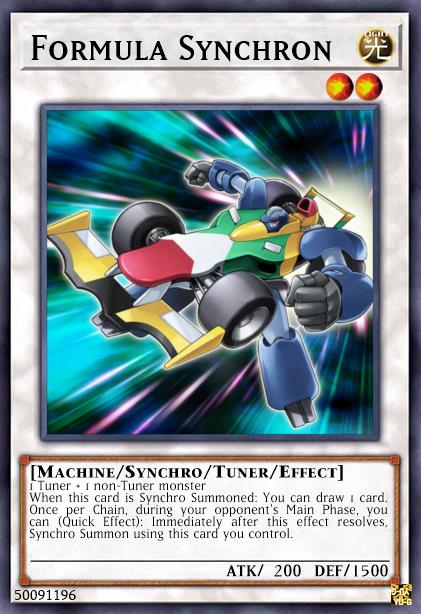 FORMULA SYNCHRON
LIGHT
光
[MACHINE/SYNCHRO/TUNER/EFFECT]
1 Tuner + 1 non-Tuner monster
When this card is Synchro Summoned: You can draw 1 card.
Once per Chain, during your opponent's Main Phase, you
can (Quick Effect): Immediately after this effect resolves,
Synchro Summon using this card you control.
ATK/ 200 DEF/1500
50091196